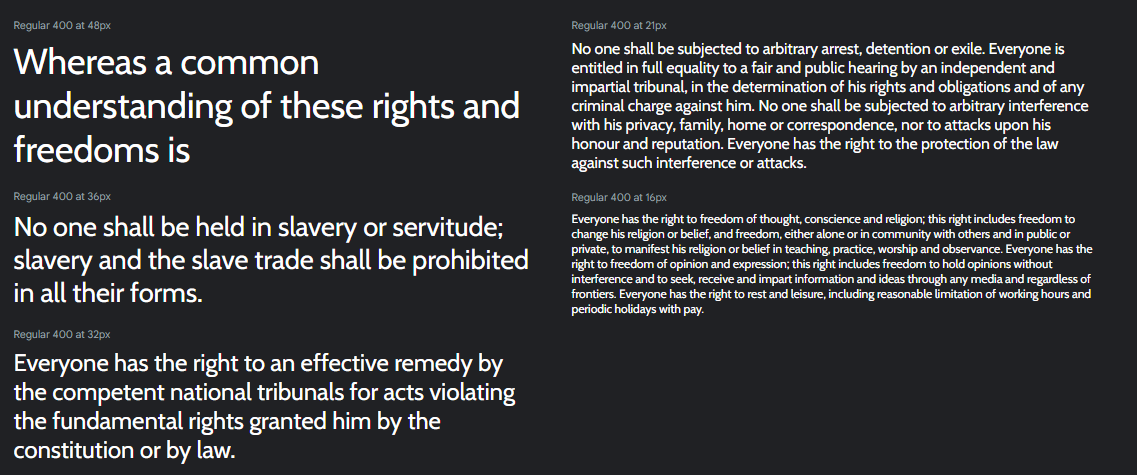 Regular 400 at 48px
Whereas a common
understanding of these rights and
freedoms is
Regular 400 at 36px
No one shall be held in slavery or servitude;
slavery and the slave trade shall be prohibited
in all their forms.
Regular 400 at 32px
Everyone has the right to an effective remedy by
the competent national tribunals for acts violating
the fundamental rights granted him by the
constitution or by law.
Regular 400 at 21px
No one shall be subjected to arbitrary arrest, detention or exile. Everyone is
entitled in full equality to a fair and public hearing by an independent and
impartial tribunal, in the determination of his rights and obligations and of any
criminal charge against him. No one shall be subjected to arbitrary interference
with his privacy, family, home or correspondence, nor to attacks upon his
honour and reputation. Everyone has the right to the protection of the law
against such interference or attacks.
Regular 400 at 16px
Everyone has the right to freedom of thought, conscience and religion; this right includes freedom to
change his religion or belief, and freedom, either alone or in community with others and in public or
private, to manifest his religion or belief in teaching, practice, worship and observance. Everyone has the
right to freedom of opinion and expression; this right includes freedom to hold opinions without
interference and to seek, receive and impart information and ideas through any media and regardless of
frontiers. Everyone has the right to rest and leisure, including reasonable limitation of working hours and
periodic holidays with pay.